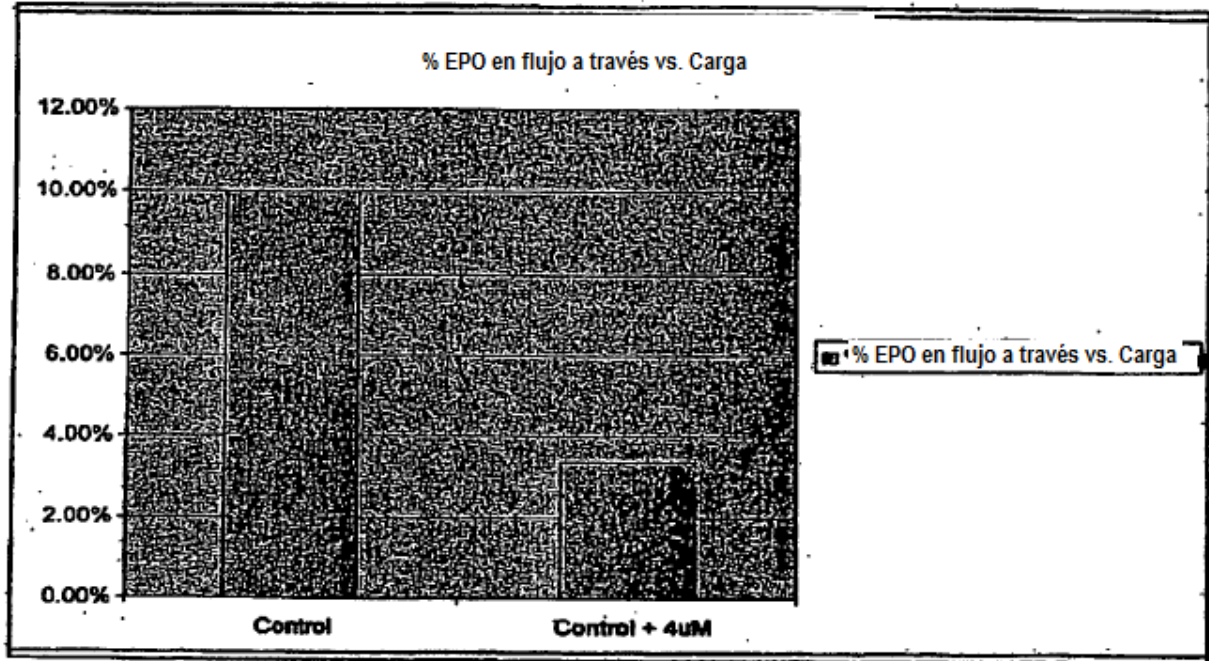 % EPO en flujo a través vs. Carga
12.00%
10.00%
8.00%
6.00%
4.00%
2.00%
0.00%
Control
Control + 4uM
% EPO en flujo a través vs. Carga